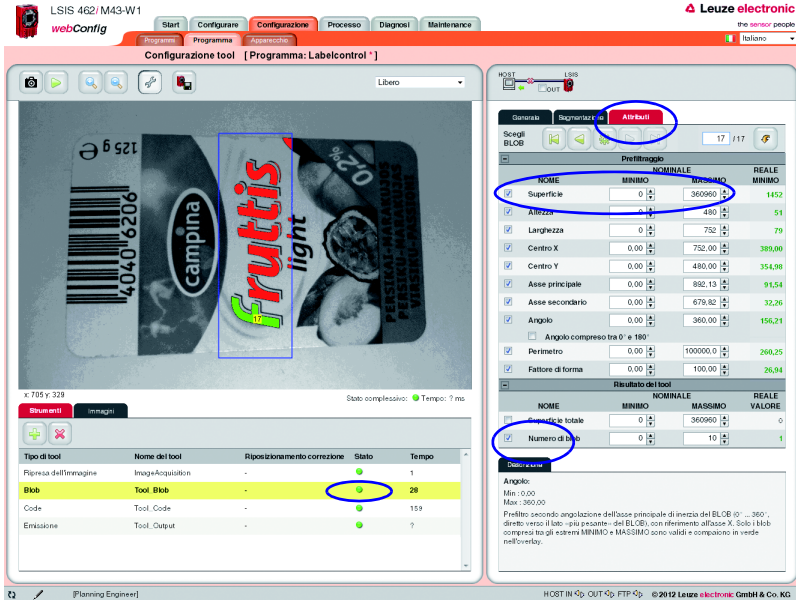 LSIS 462i/ M43-W1
webConfig
Start Configurare Configurazione Processo Diagnosi Maintenance
Leuze electronic
the sensor people
Programmi Programma Apparecchio
Italiano
Configurazione tool [ Programma: Labelcontrol * ]
Libero
HOST LSIS
OUT
Generale Segmentazione Attributi
Scegli BLOB 17 /17
Prefiltraggio
NOMINALE REALE
NOME MINIMO MASSIMO MINIMO
Superficie 0 360960 1452
Altezza 0 480 51
Larghezza 0 752 79
Centro X 0,00 752,00 389,00
Centro Y 0,00 480,00 354,98
Asse principale 0,00 892,13 91,54
Asse secondario 0,00 679,82 32,26
Angolo 0,00 360,00 156,21
Angolo compreso tra 0° e 180°
Perimetro 0,00 100000,0 260,25
Fattore di forma 0,00 100,00 26,94
Risultato del tool
NOMINALE REALE
NOME MINIMO MASSIMO VALORE
Superficie totale 0 360960 0
Numero di blob 0 10 1
Descrizione
Angolo:
Min : 0,00
Max : 360,00
Prefiltro secondo angolazione dell'asse principale di inerzia del BLOB (0° ... 360°,
diretto verso il lato «più pesante» del BLOB), con riferimento all'asse X. Solo i blob
compresi tra gli estremi MINIMO e MASSIMO sono validi e compaiono in verde
nell'overlay.
125 g e
4040 6206
campina
fruttis
light
0,2%
17
x: 705 y: 329
Stato complessivo: Tempo: ? ms
Strumenti Immagini
Tipo di tool Nome del tool Riposizionamento correzione Stato Tempo
Ripresa dell'immagine ImageAcquisition - 1
Blob Tool_Blob - 28
Code Tool_Code - 159
Emissione Tool_Output - ?
[Planning Engineer]
HOST IN OUT FTP © 2012 Leuze electronic GmbH & Co. KG